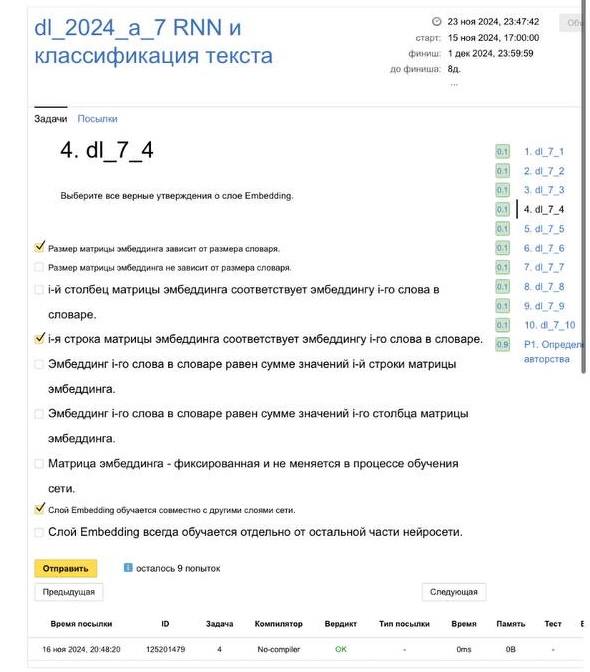 dl_2024_a_7 RNN и
классификация текста
23 ноя 2024, 23:47:42
старт: 15 ноя 2024, 17:00:00
финиш: 1 дек 2024, 23:59:59
до финиша: 8д.
...
Задачи Посылки
4. dl_7_4
Выберите все верные утверждения о слое Embedding.
Размер матрицы эмбеддинга зависит от размера словаря.
Размер матрицы эмбеддинга не зависит от размера словаря.
i-й столбец матрицы эмбеддинга соответствует эмбеддингу i-го слова в
словаре.
i-я строка матрицы эмбеддинга соответствует эмбеддингу i-го слова в словаре.
Эмбеддинг i-го слова в словаре равен сумме значений i-й строки матрицы
эмбеддинга.
Эмбеддинг i-го слова в словаре равен сумме значений i-го столбца матрицы
эмбеддинга.
Матрица эмбеддинга - фиксированная и не меняется в процессе обучения
сети.
Слой Embedding обучается совместно с другими слоями сети.
Слой Embedding всегда обучается отдельно от остальной части нейросети.
0.1 1. dl_7_1
0.1 2. dl_7_2
0.1 3. dl_7_3
0.1 4. dl_7_4
0.1 5. dl_7_5
0.1 6. dl_7_6
0.1 7. dl_7_7
0.1 8. dl_7_8
0.1 9. dl_7_9
0.1 10. dl_7_10
0.9 P1. Определ
авторства
Отправить осталось 9 попыток
Предыдущая Следующая
Время посылки ID Задача Компилятор Вердикт Тип посылки Время Память Тест
16 ноя 2024, 20:48:20 125201479 4 No-compiler OK - 0ms 0B -